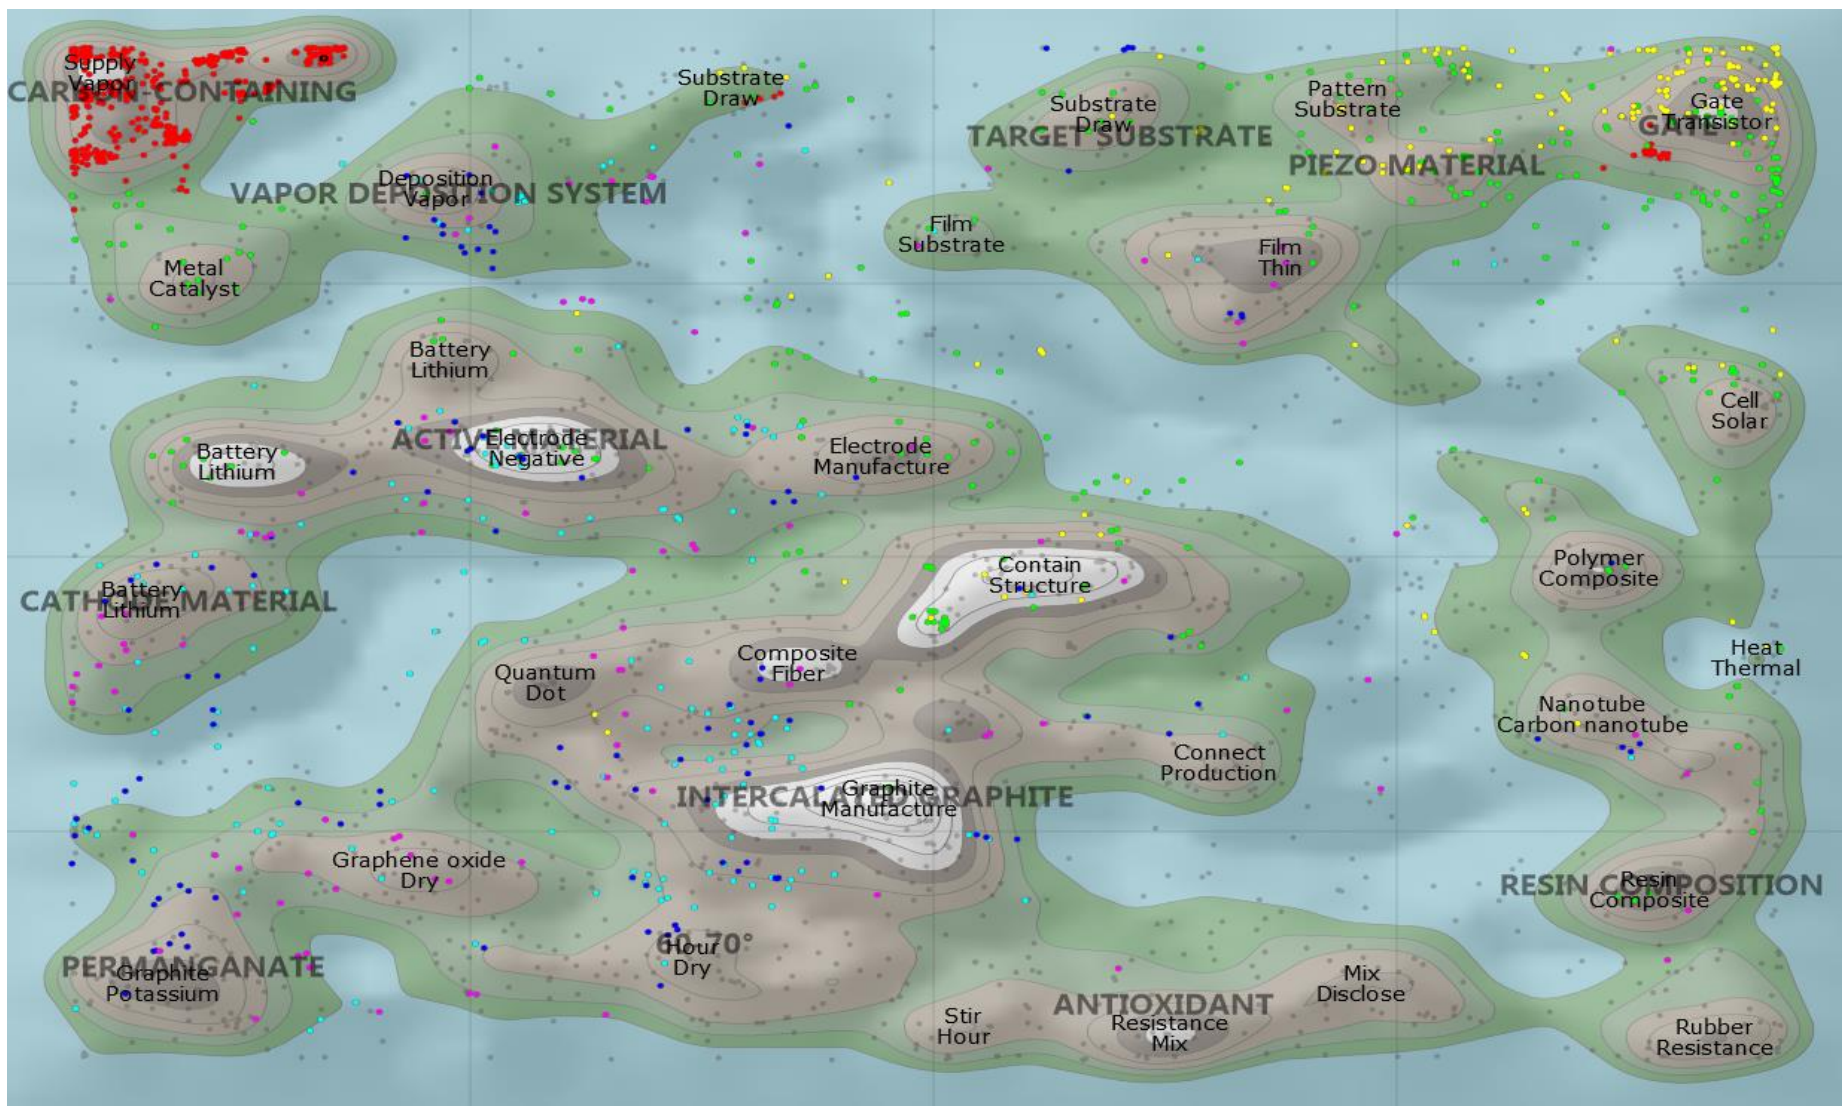 Supply
Vapor
CARBON-CONTAINING
Substrate
Draw
Substrate
Draw
TARGET SUBSTRATE
Pattern
Substrate
PIEZO MATERIAL
Gate
Transistor
GATE
Deposition
Vapor
VAPOR DEPOSITION SYSTEM
Film
Substrate
Film
Thin
Metal
Catalyst
Battery
Lithium
Cell
Solar
Battery
Lithium
ACTIVE MATERIAL
Electrode
Negative
Electrode
Manufacture
Battery
Lithium
CATHODE MATERIAL
Contain
Structure
Polymer
Composite
Quantum
Dot
Composite
Fiber
Heat
Thermal
Nanotube
Carbon nanotube
Connect
Production
INTERCALATED GRAPHITE
Graphite
Manufacture
Graphene oxide
Dry
RESIN COMPOSITION
Resin
Composite
PERMANGANATE
Graphite
Potassium
Hour
Dry
Stir
Hour
ANTIOXIDANT
Resistance
Mix
Mix
Disclose
Rubber
Resistance